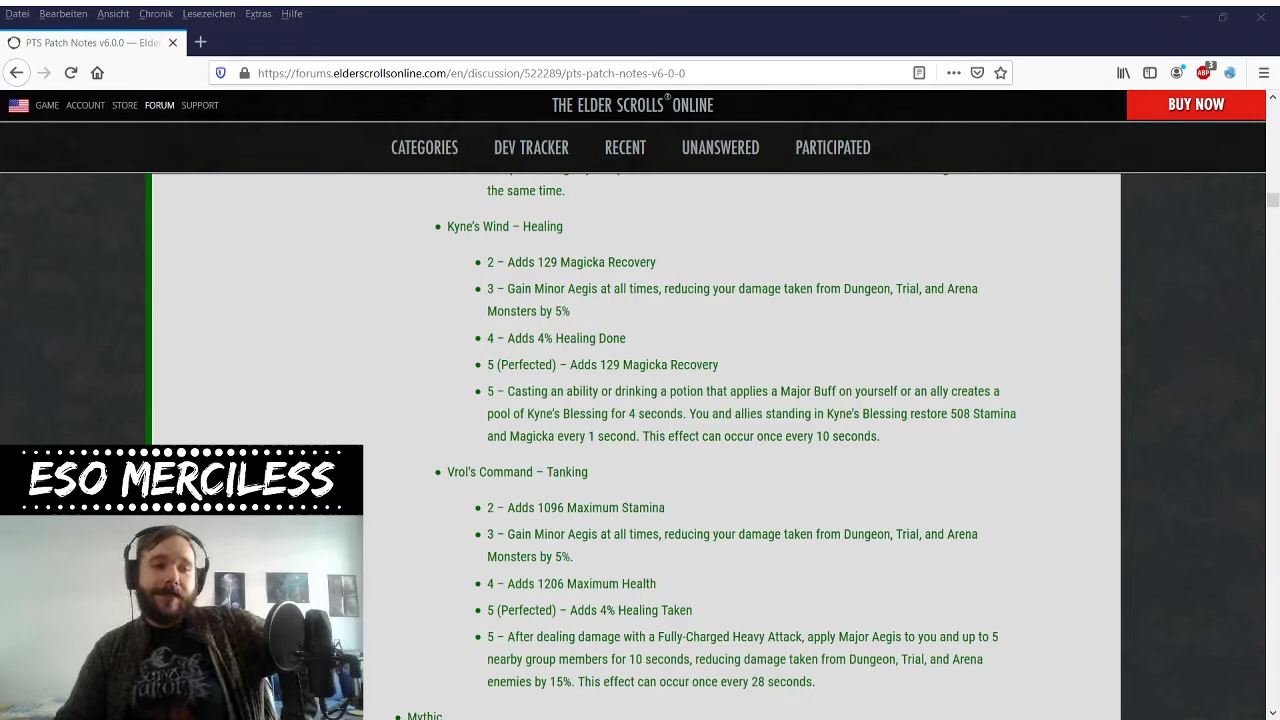 Datei Bearbeiten Ansicht Chronik Lesezeichen Extras Hilfe
PTS Patch Notes v6.0.0 — Elder
https://forums.elderscrollsonline.com/en/discussion/522289/pts-patch-notes-v6-0-0
ABP 3
GAME ACCOUNT STORE FORUM SUPPORT
THE ELDER SCROLLS® ONLINE
BUY NOW
CATEGORIES DEV TRACKER RECENT UNANSWERED PARTICIPATED
the same time.
• Kyne's Wind – Healing
• 2 – Adds 129 Magicka Recovery
• 3 – Gain Minor Aegis at all times, reducing your damage taken from Dungeon, Trial, and Arena
Monsters by 5%
• 4 – Adds 4% Healing Done
• 5 (Perfected) – Adds 129 Magicka Recovery
• 5 – Casting an ability or drinking a potion that applies a Major Buff on yourself or an ally creates a
pool of Kyne's Blessing for 4 seconds. You and allies standing in Kyne's Blessing restore 508 Stamina
and Magicka every 1 second. This effect can occur once every 10 seconds.
• Vrol's Command – Tanking
• 2 – Adds 1096 Maximum Stamina
• 3 – Gain Minor Aegis at all times, reducing your damage taken from Dungeon, Trial, and Arena
Monsters by 5%.
• 4 – Adds 1206 Maximum Health
• 5 (Perfected) – Adds 4% Healing Taken
• 5 – After dealing damage with a Fully-Charged Heavy Attack, apply Major Aegis to you and up to 5
nearby group members for 10 seconds, reducing damage taken from Dungeon, Trial, and Arena
enemies by 15%. This effect can occur once every 28 seconds.
• Mythic
ESO MERCILESS